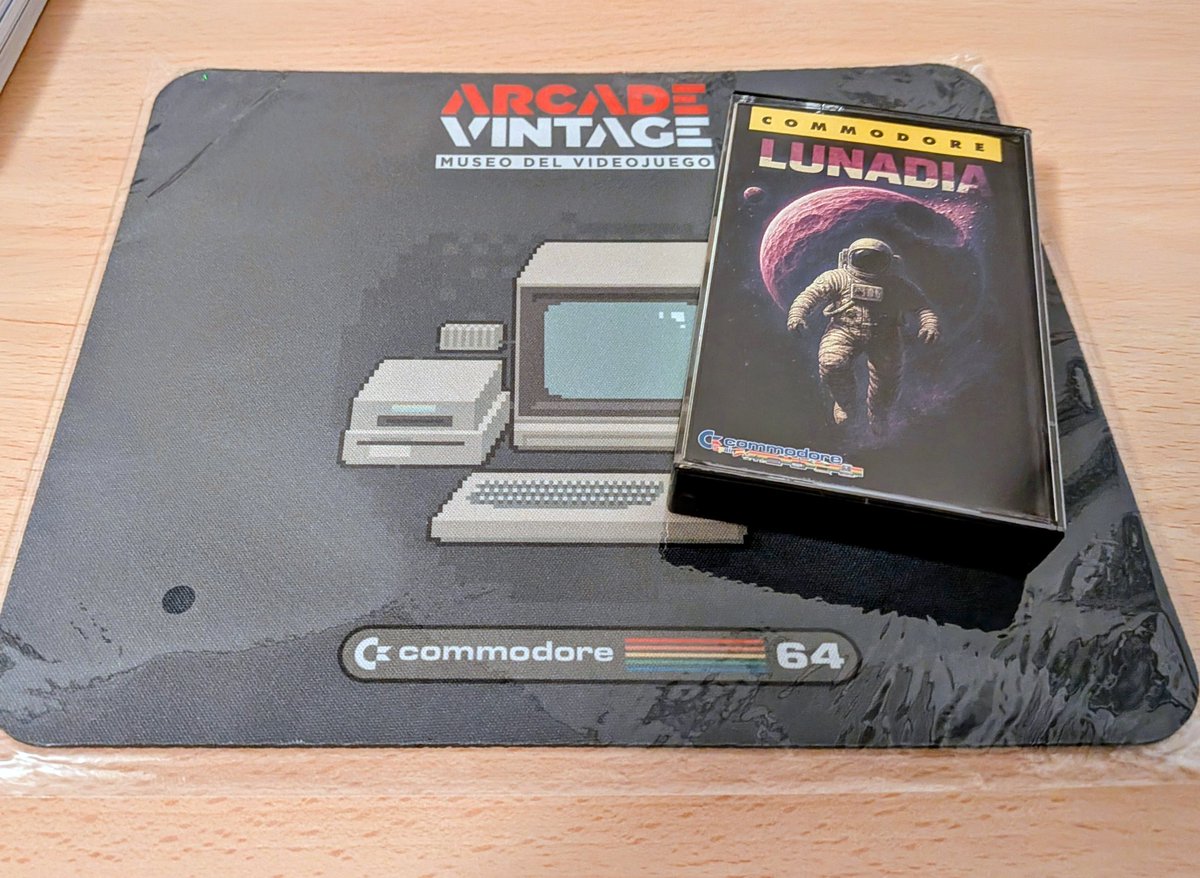 ARCADE
VINTAGE
MUSEO DEL VIDEOJUEGO
COMMODORE
LUNADIA
commodore
commodore 64